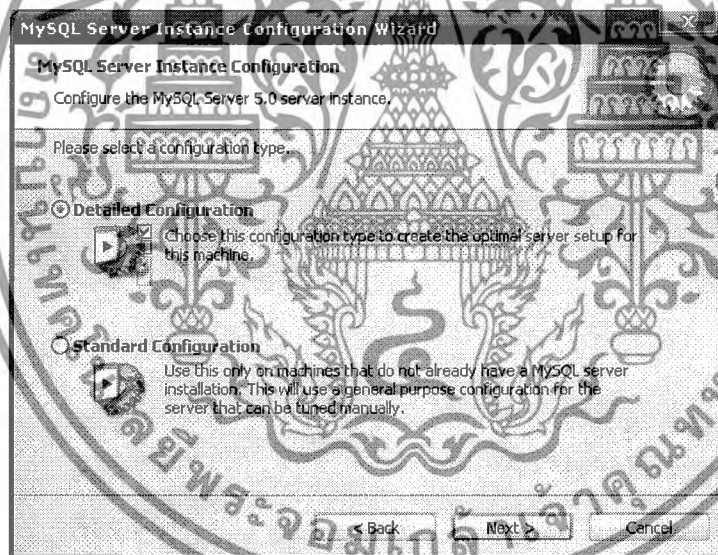 MySQL Server Instance Configuration Wizard
X
MySQL Server Instance Configuration
Configure the MySQL Server 5.0 server instance.
Please select a configuration type.
Detailed Configuration
Choose this configuration type to create the optimal server setup for
this machine.
Standard Configuration
Use this only on machines that do not already have a MySQL server
installation. This will use a general purpose configuration for the
server that can be tuned manually.
< Back
Next >
Cancel